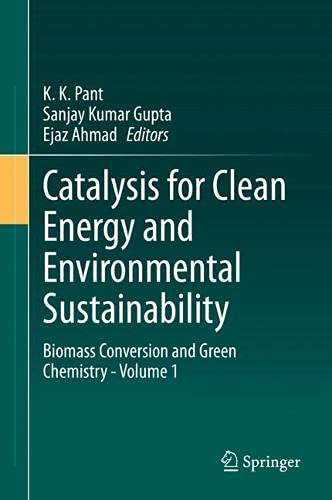 K. K. Pant
Sanjay Kumar Gupta
Ejaz Ahmad Editors
Catalysis for Clean
Energy and
Environmental
Sustainability
Biomass Conversion and Green
Chemistry - Volume 1
Springer